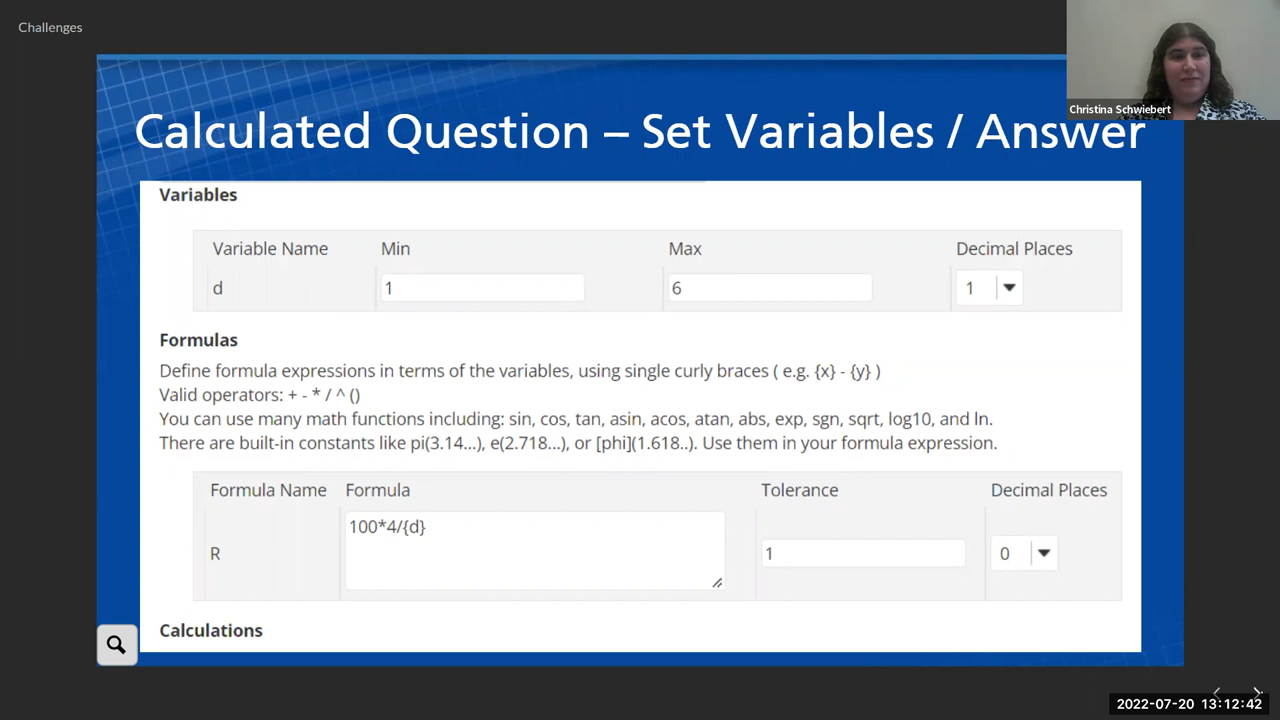 Challenges
Christina Schwiebert
Calculated Question – Set Variables / Answer
Variables
Variable Name Min Max Decimal Places
d 1 6 1
Formulas
Define formula expressions in terms of the variables, using single curly braces ( e.g. {x} - {y} )
Valid operators: + - * / ^ ()
You can use many math functions including: sin, cos, tan, asin, acos, atan, abs, exp, sgn, sqrt, log10, and ln.
There are built-in constants like pi(3.14...), e(2.718...), or [phi](1.618..). Use them in your formula expression.
Formula Name Formula Tolerance Decimal Places
R 100*4/{d} 1 0
Calculations
2022-07-20 13:12:42